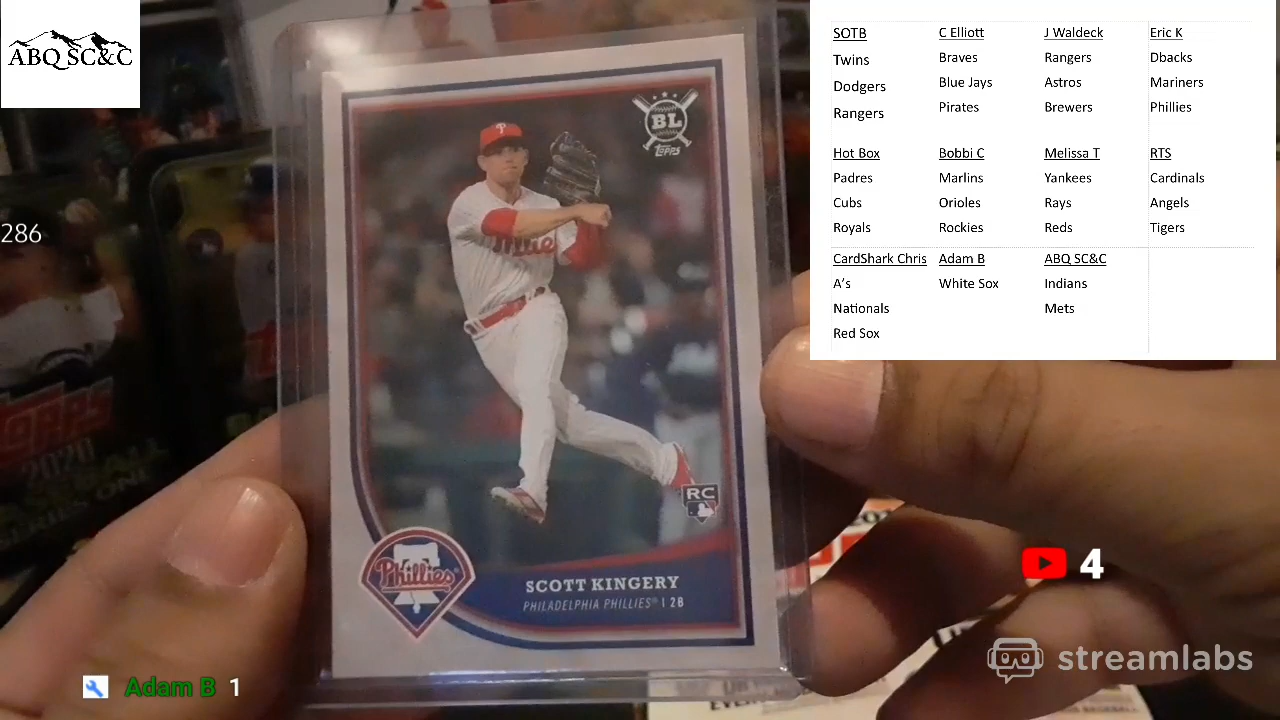 ABQ SC&C
286
SOTB
Twins
Dodgers
Rangers
C Elliott
Braves
Blue Jays
Pirates
J Waldeck
Rangers
Astros
Brewers
Eric K
Dbacks
Mariners
Phillies
Hot Box
Padres
Cubs
Royals
Bobbi C
Marlins
Orioles
Rockies
Melissa T
Yankees
Rays
Reds
RTS
Cardinals
Angels
Tigers
CardShark Chris
A's
Nationals
Red Sox
Adam B
White Sox
ABQ SC&C
Indians
Mets
BL
TOPPS
P
Phillies
RC
Phillies
SCOTT KINGERY
PHILADELPHIA PHILLIES® | 2B
TOPPS
2020
4
streamlabs
Adam B 1